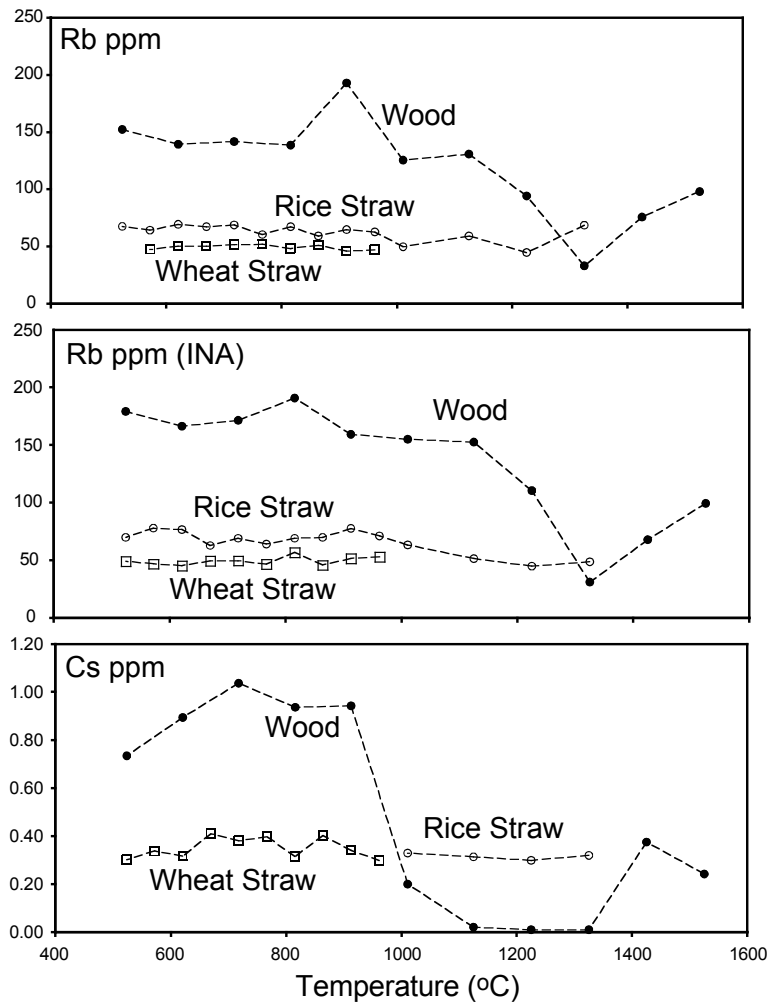 250
Rb ppm
200
Wood
150
100
Rice Straw
50
Wheat Straw
0
250
Rb ppm (INA)
200
Wood
150
Rice Straw
100
50
Wheat Straw
0
1.20
Cs ppm
1.00
Wood
0.80
0.60
Rice Straw
0.40
Wheat Straw
0.20
0.00
400 600 800 1000 1200 1400 1600
Temperature (oC)